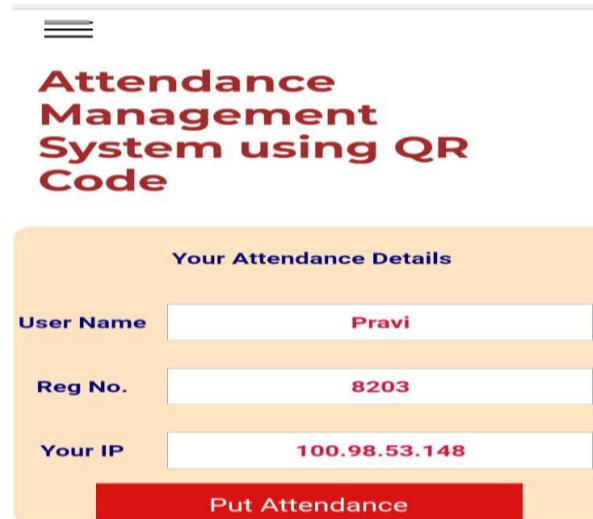 Attendance
Management
System using QR
Code
Your Attendance Details
User Name Pravi
Reg No. 8203
Your IP 100.98.53.148
Put Attendance